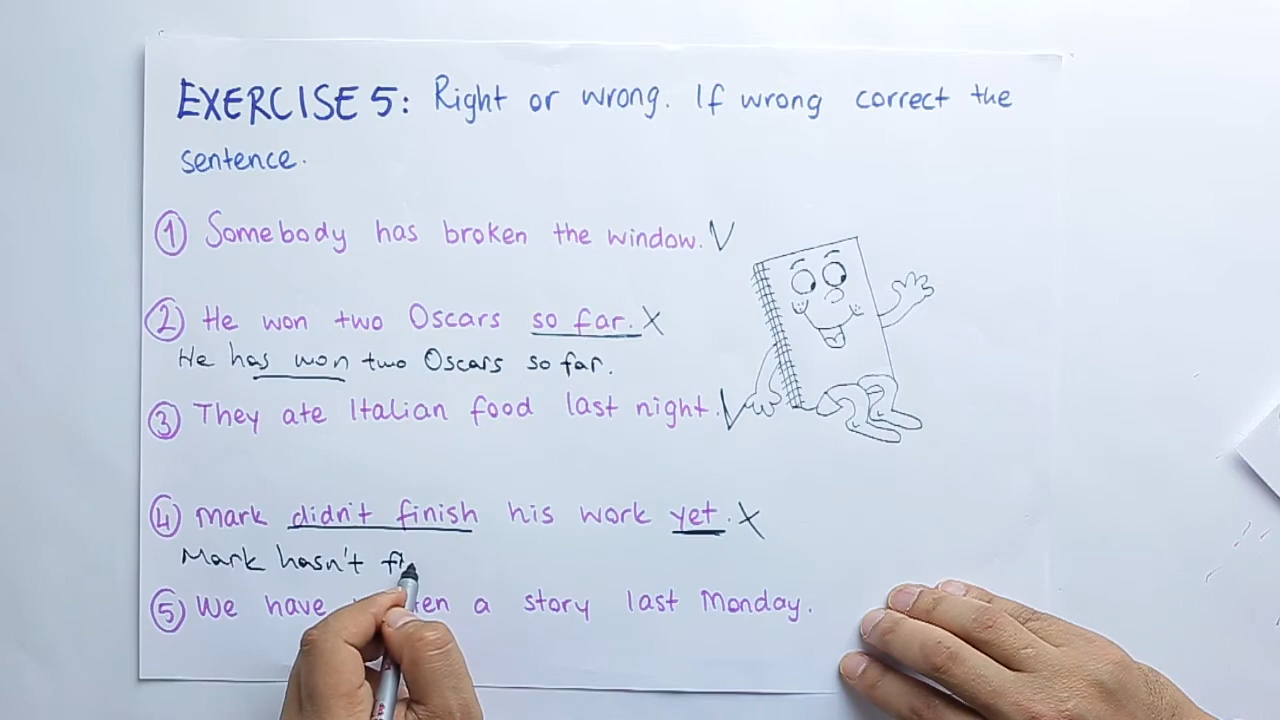 EXERCISE 5: Right or wrong. If wrong correct the
sentence.
1 Somebody has broken the window. V
2 He won two Oscars so far. X
He has won two Oscars so far.
3 They ate Italian food last night. V
4 Mark didn't finish his work yet. X
Mark hasn't
5 We have a story last Monday.